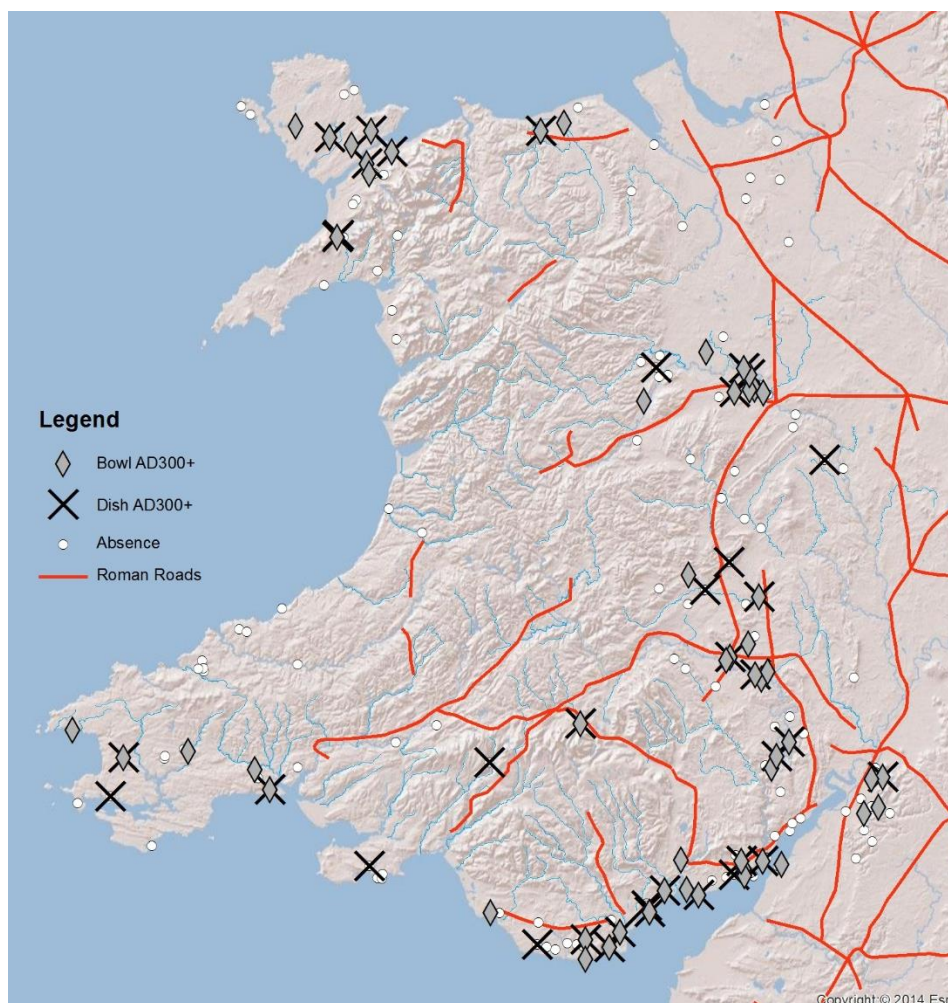 Legend
Bowl AD300+
Dish AD300+
Absence
Roman Roads
Copyright:© 2014 Es